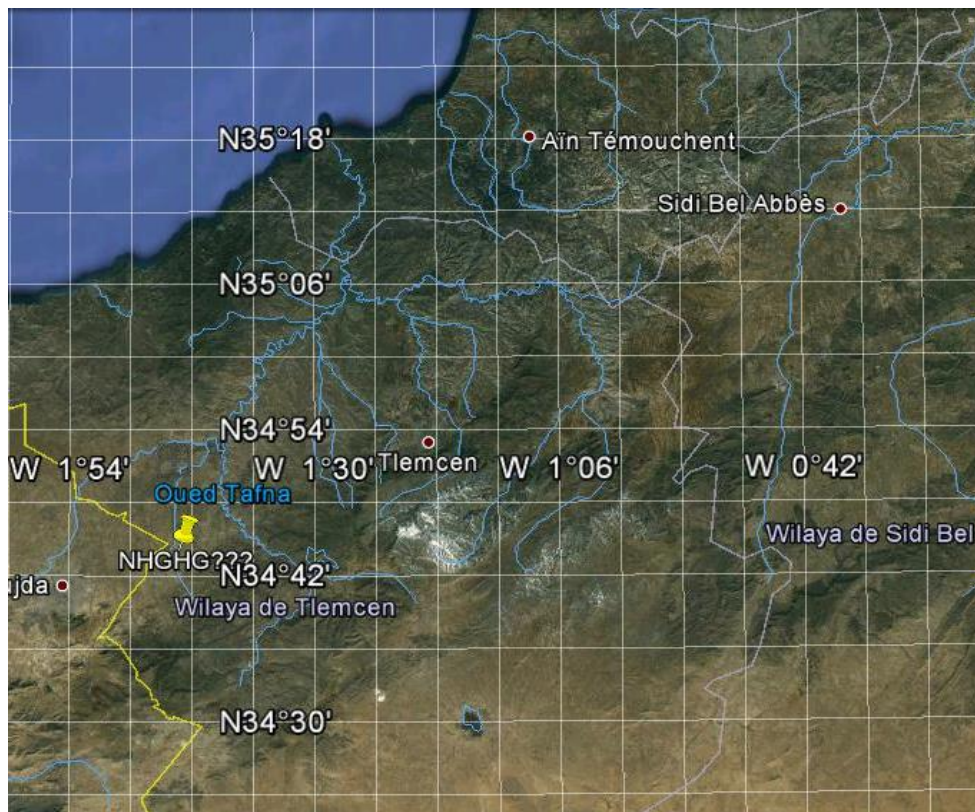 N35°18'
Aïn Témouchent
Sidi Bel Abbès
N35°06'
N34°54'
W 1°54'
W 1°30'
Tlemcen
W 1°06'
W 0°42'
Oued Tafna
Wilaya de Sidi Bel
NHGHG???
N34°42'
ujda
Wilaya de Tlemcen
N34°30'